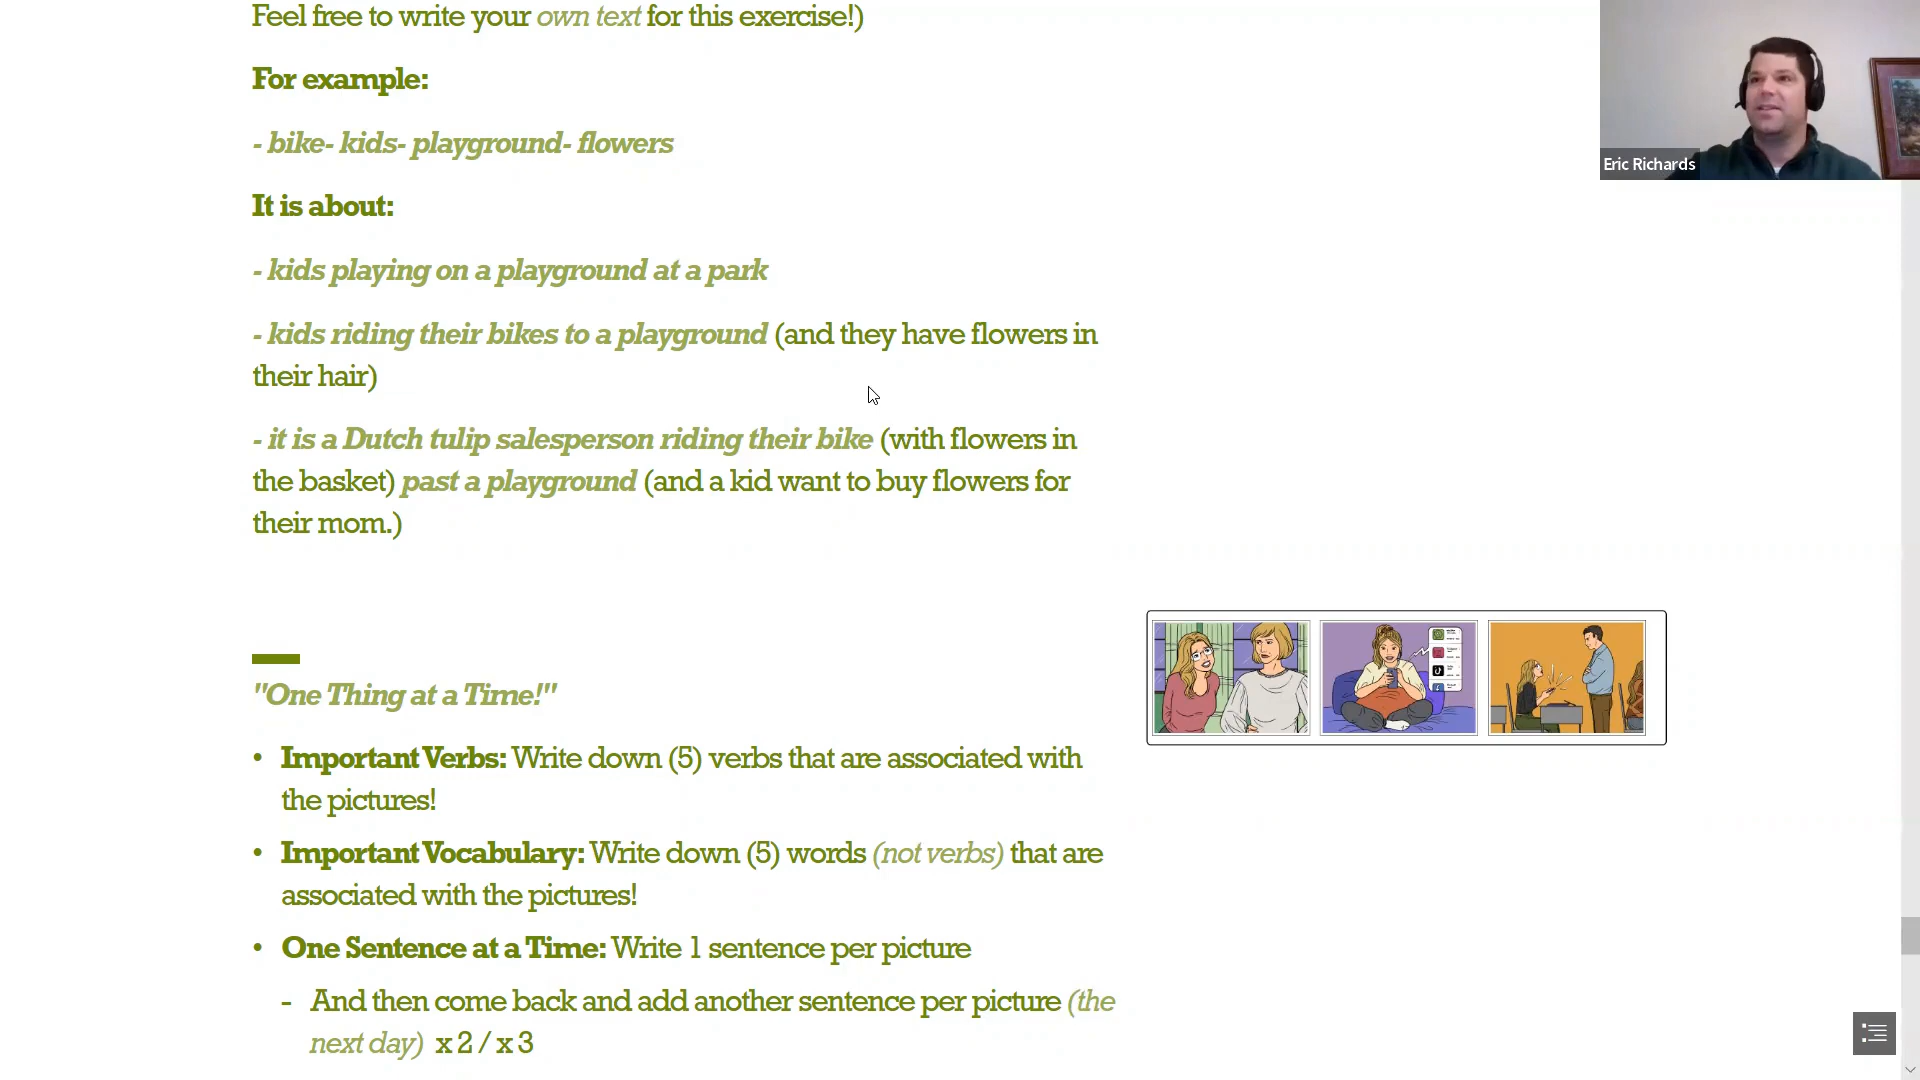 Feel free to write your own text for this exercise!)
For example:
- bike- kids- playground- flowers
It is about:
- kids playing on a playground at a park
- kids riding their bikes to a playground (and they have flowers in
their hair)
- it is a Dutch tulip salesperson riding their bike (with flowers in
the basket) past a playground (and a kid want to buy flowers for
their mom.)
"One Thing at a Time!"
• Important Verbs: Write down (5) verbs that are associated with
the pictures!
• Important Vocabulary: Write down (5) words (not verbs) that are
associated with the pictures!
• One Sentence at a Time: Write 1 sentence per picture
- And then come back and add another sentence per picture (the
next day) x 2 / x 3
Eric Richards